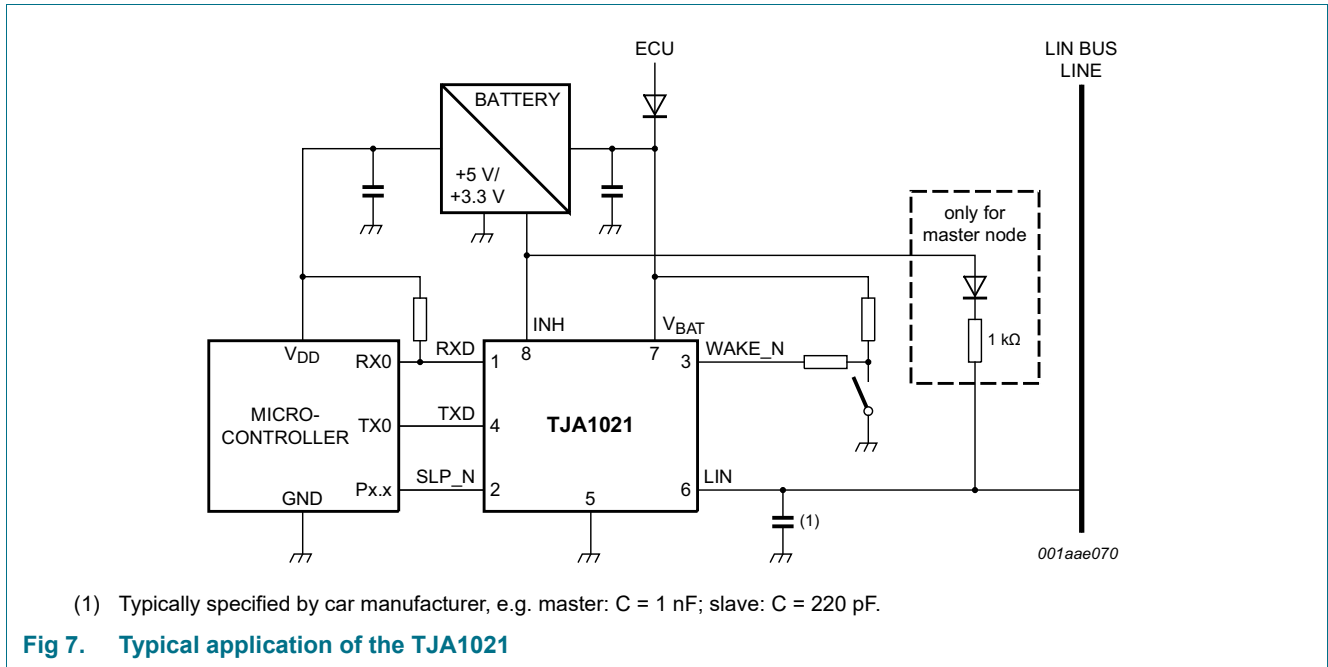 ECU
LIN BUS
LINE
BATTERY
+5 V/
+3.3 V
only for
master node
1 kΩ
INH
VBAT
VDD
RX0
RXD
1
8
7
3
WAKE_N
MICRO-
CONTROLLER
TX0
TXD
4
TJA1021
Px.x
SLP_N
2
6
LIN
GND
5
(1)
001aae070
(1) Typically specified by car manufacturer, e.g. master: C = 1 nF; slave: C = 220 pF.
Fig 7. Typical application of the TJA1021